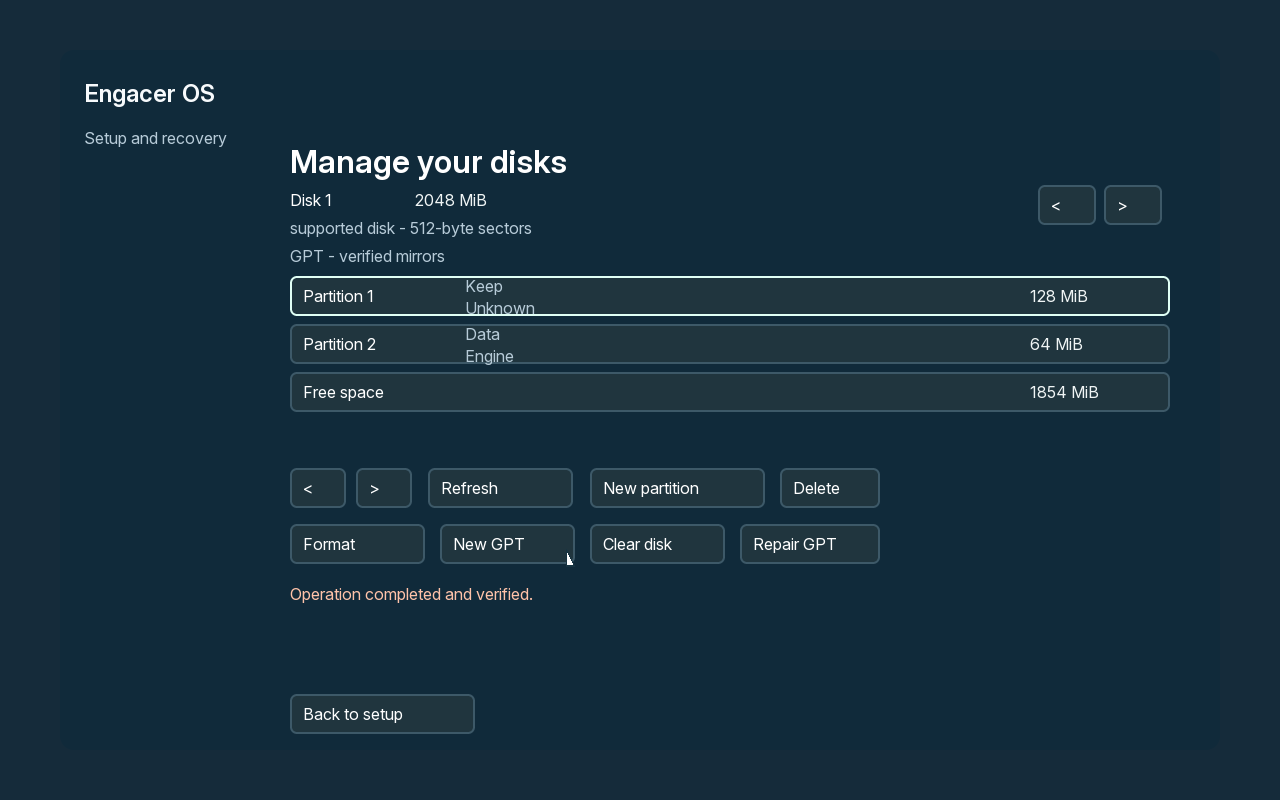 Engacer OS
Setup and recovery
Manage your disks
Disk 1 2048 MiB
< >
supported disk - 512-byte sectors
GPT - verified mirrors
Partition 1 Keep Unknown 128 MiB
Partition 2 Data Engine 64 MiB
Free space 1854 MiB
< > Refresh New partition Delete
Format New GPT Clear disk Repair GPT
Operation completed and verified.
Back to setup